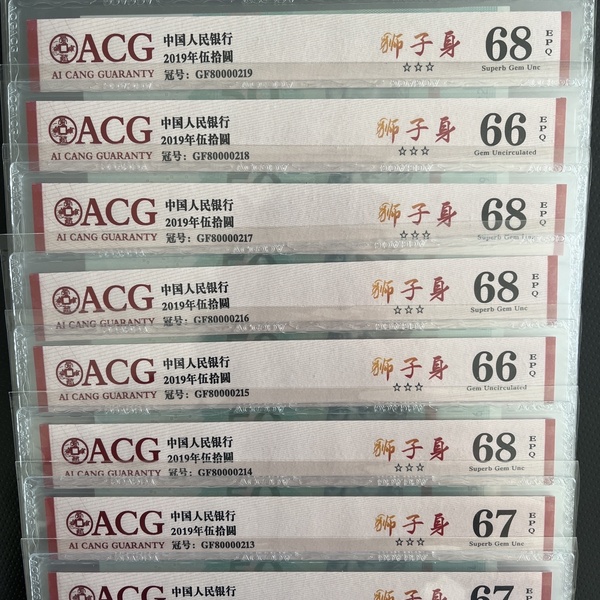 ACG 中国人民银行 狮子身 68 EPQ
2019年伍拾圆 ☆☆☆ Superb Gem Unc
AI CANG GUARANTY 冠号: GF80000219
ACG 中国人民银行 狮子身 66 EPQ
2019年伍拾圆 ☆☆☆ Gem Uncirculated
AI CANG GUARANTY 冠号: GF80000218
ACG 中国人民银行 狮子身 68 EPQ
2019年伍拾圆 ☆☆☆ Superb Gem Unc
AI CANG GUARANTY 冠号: GF80000217
ACG 中国人民银行 狮子身 68 EPQ
2019年伍拾圆 ☆☆☆ Superb Gem Unc
AI CANG GUARANTY 冠号: GF80000216
ACG 中国人民银行 狮子身 66 EPQ
2019年伍拾圆 ☆☆☆ Gem Uncirculated
AI CANG GUARANTY 冠号: GF80000215
ACG 中国人民银行 狮子身 68 EPQ
2019年伍拾圆 ☆☆☆ Superb Gem Unc
AI CANG GUARANTY 冠号: GF80000214
ACG 中国人民银行 狮子身 67 EPQ
2019年伍拾圆 ☆☆☆ Superb Gem Unc
AI CANG GUARANTY 冠号: GF80000213
ACG 中国人民银行 狮子身 67